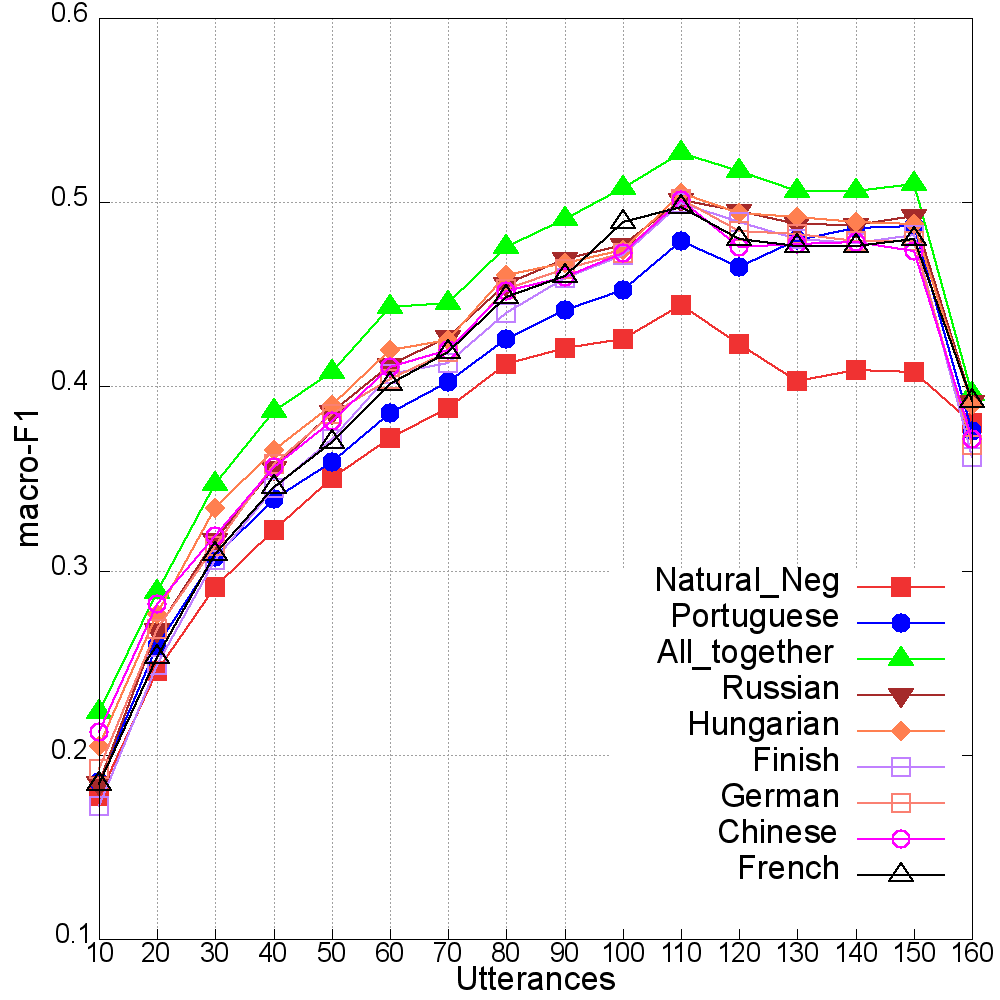 0.6
0.5
0.4
0.3
0.2
0.1
macro-F1
Natural_Neg
Portuguese
All_together
Russian
Hungarian
Finish
German
Chinese
French
10 20 30 40 50 60 70 80 90 100 110 120 130 140 150 160
Utterances